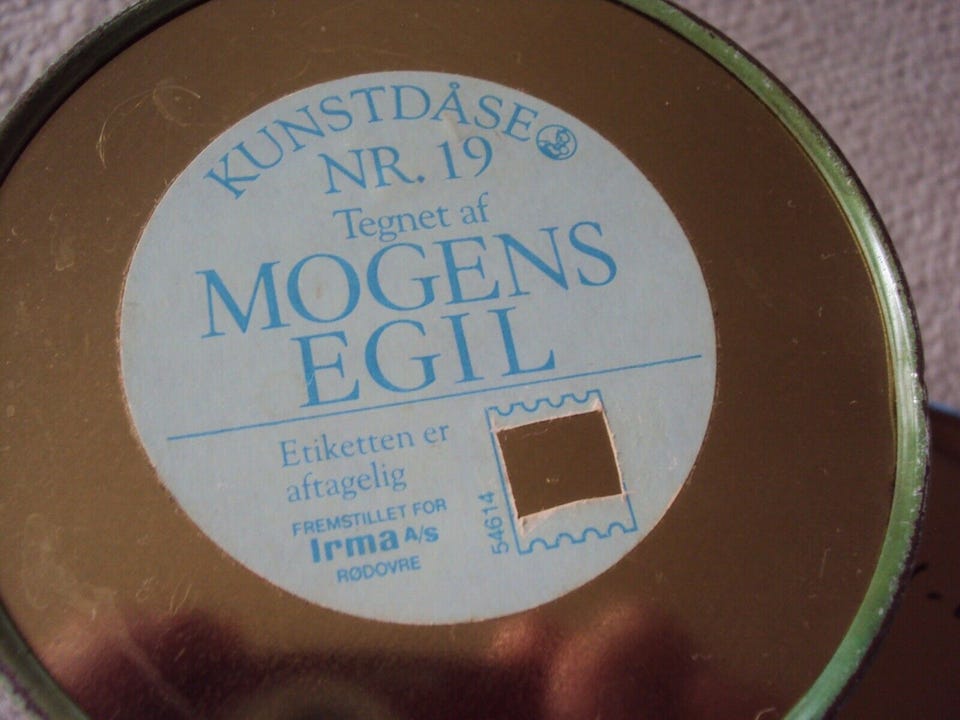 KUNSTDÅSE
NR. 19
Tegnet af
MOGENS
EGIL
Etiketten er
aftagelig
FREMSTILLET FOR
Irma A/s
RØDOVRE
54614